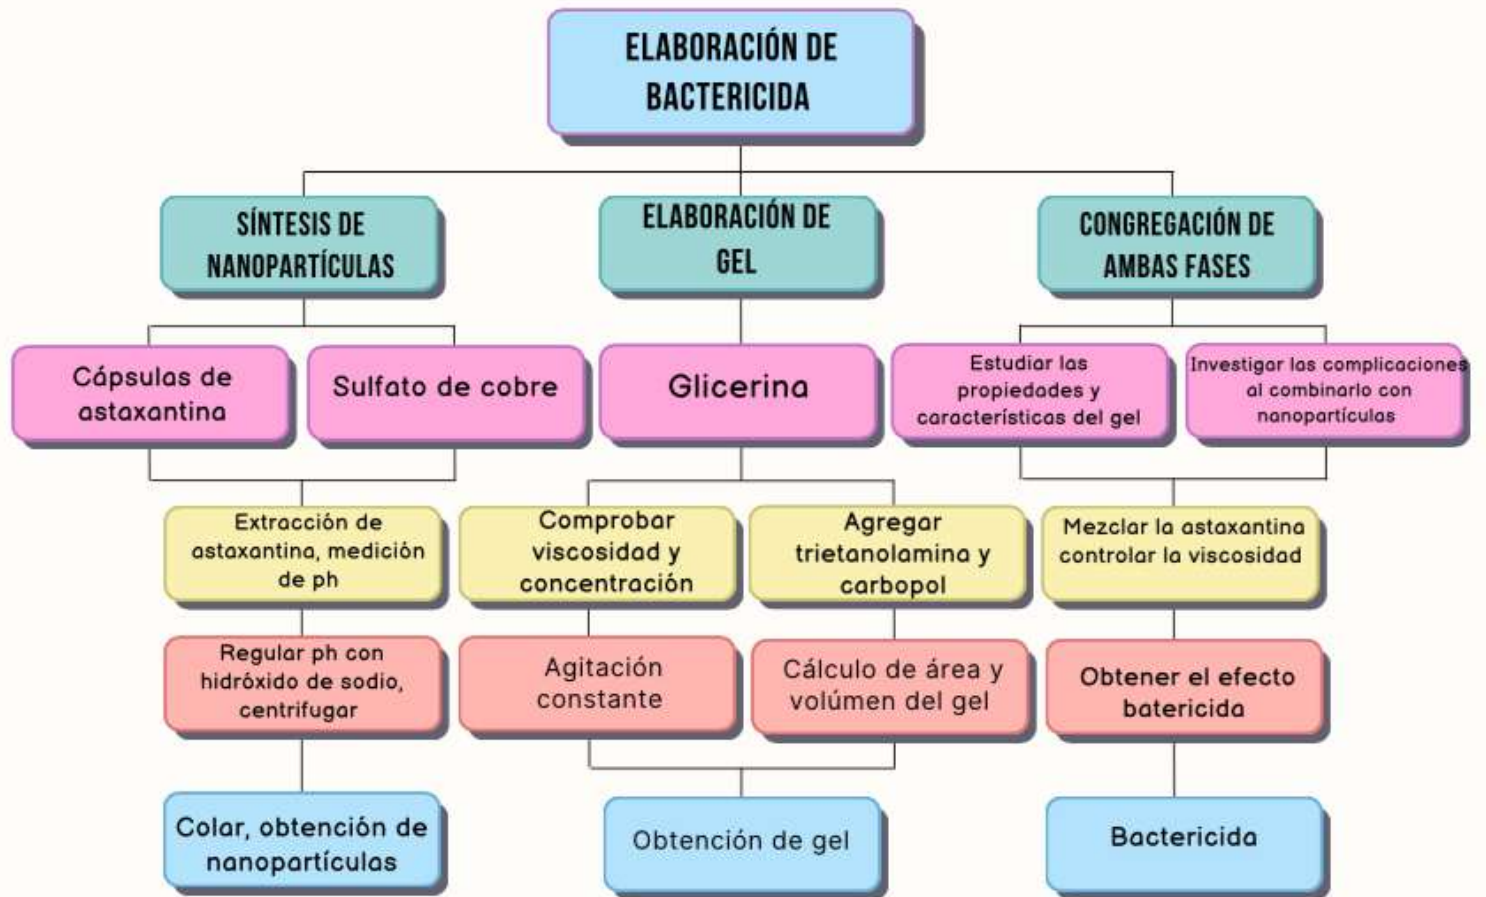 ELABORACIÓN DE
BACTERICIDA
SÍNTESIS DE
NANOPARTÍCULAS
ELABORACIÓN DE
GEL
CONGREGACIÓN DE
AMBAS FASES
Cápsulas de
astaxantina
Sulfato de cobre
Glicerina
Estudiar las
propiedades y
características del gel
Investigar las complicaciones
al combinarlo con
nanopartículas
Extracción de
astaxantina, medición
de ph
Comprobar
viscosidad y
concentración
Agregar
trietanolamina y
carbopol
Mezclar la astaxantina
controlar la viscosidad
Regular ph con
hidróxido de sodio,
centrifugar
Agitación
constante
Cálculo de área y
volúmen del gel
Obtener el efecto
batericida
Colar, obtención de
nanopartículas
Obtención de gel
Bactericida